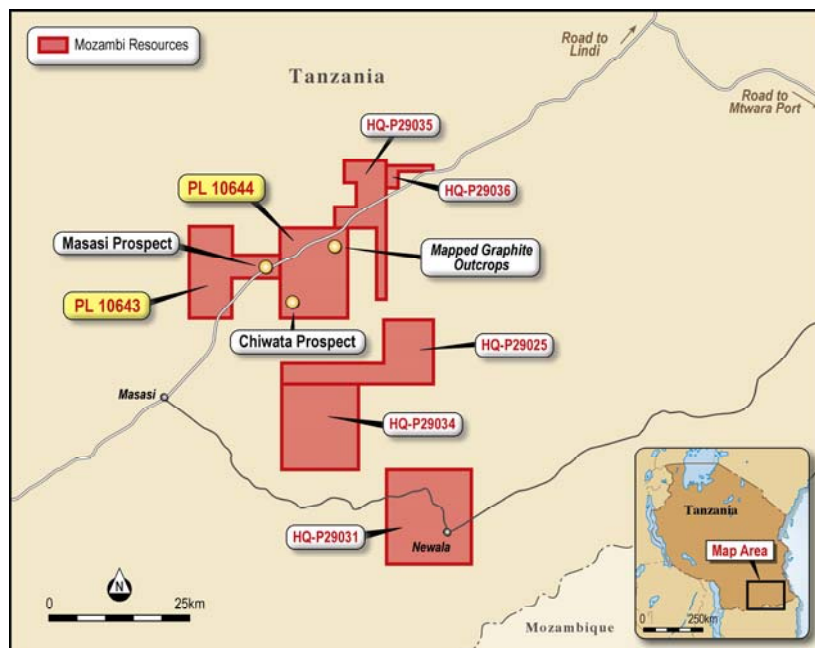 Mozambi Resources
Tanzania
Road to
Lindi
Road to
Mtwara Port
HQ-P29035
PL 10644
HQ-P29036
Masasi Prospect
Mapped Graphite
Outcrops
PL 10643
Chiwata Prospect
HQ-P29025
Masasi
HQ-P29034
HQ-P29031
Newala
Tanzania
Map Area
N
0 25km
Mozambique
0 250km